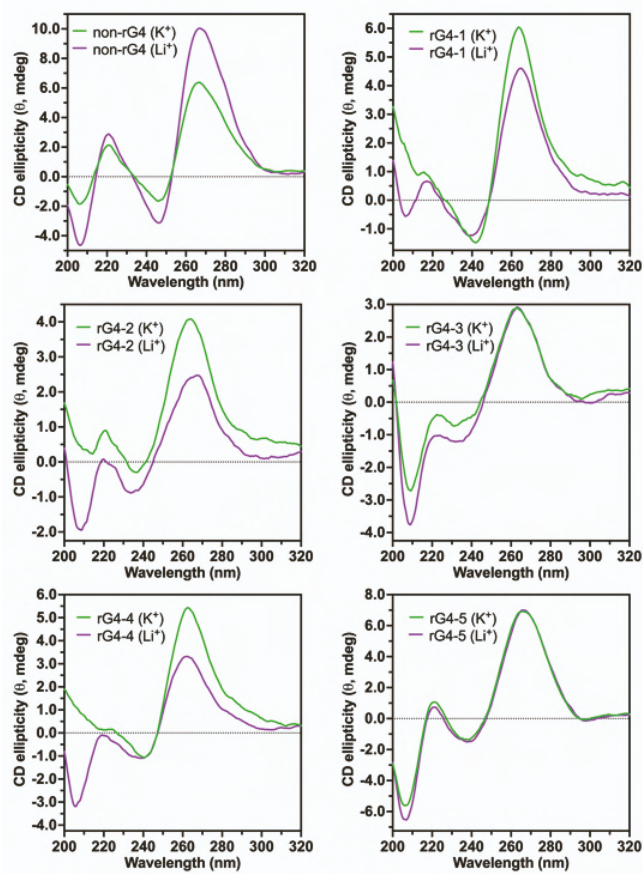 CD ellipticity (θ, mdeg)
10.0
8.0
6.0
4.0
2.0
0.0
-2.0
-4.0
non-rG4 (K⁺)
non-rG4 (Li⁺)
200 220 240 260 280 300 320
Wavelength (nm)
CD ellipticity (θ, mdeg)
6.0
5.0
4.0
3.0
2.0
1.0
0.0
-1.0
rG4-1 (K⁺)
rG4-1 (Li⁺)
200 220 240 260 280 300 320
Wavelength (nm)
CD ellipticity (θ, mdeg)
4.0
3.0
2.0
1.0
0.0
-1.0
-2.0
rG4-2 (K⁺)
rG4-2 (Li⁺)
200 220 240 260 280 300 320
Wavelength (nm)
CD ellipticity (θ, mdeg)
3.0
2.0
1.0
0.0
-1.0
-2.0
-3.0
-4.0
rG4-3 (K⁺)
rG4-3 (Li⁺)
200 220 240 260 280 300 320
Wavelength (nm)
CD ellipticity (θ, mdeg)
6.0
5.0
4.0
3.0
2.0
1.0
0.0
-1.0
-2.0
-3.0
-4.0
rG4-4 (K⁺)
rG4-4 (Li⁺)
200 220 240 260 280 300 320
Wavelength (nm)
CD ellipticity (θ, mdeg)
8.0
6.0
4.0
2.0
0.0
-2.0
-4.0
-6.0
rG4-5 (K⁺)
rG4-5 (Li⁺)
200 220 240 260 280 300 320
Wavelength (nm)